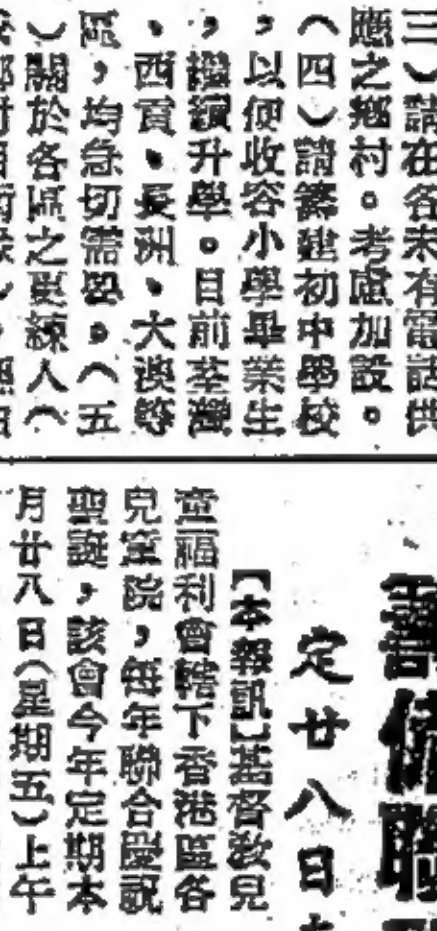 三）請在各未有電話供
應之鄉村。考慮加設。
（四）請籌建初中學校
，以便收容小學畢業生
，繼續升學。目前荃灣
、西貢、長洲、大澳等
區，均急切需要。（五
）關於各區之更練人（
定廿八日
【本報訊】基督教兒
童福利會轄下香港區各
兒童院，每年聯合慶祝
聖誕，該會今年定期本
月廿八日（星期五）上午